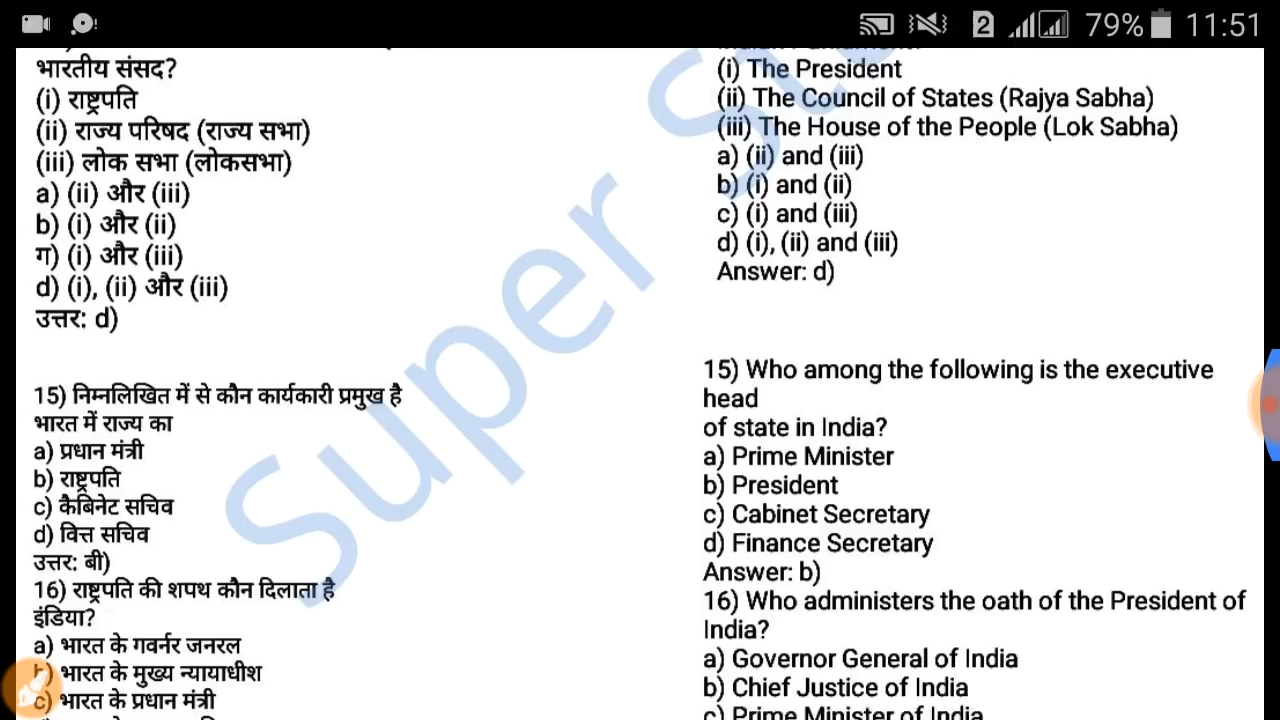 2 79% 11:51
भारतीय संसद?
(i) राष्ट्रपति
(ii) राज्य परिषद (राज्य सभा)
(iii) लोक सभा (लोकसभा)
a) (ii) और (iii)
b) (i) और (ii)
ग) (i) और (iii)
d) (i), (ii) और (iii)
उत्तर: d)
15) निम्नलिखित में से कौन कार्यकारी प्रमुख है
भारत में राज्य का
a) प्रधान मंत्री
b) राष्ट्रपति
c) कैबिनेट सचिव
d) वित्त सचिव
उत्तर: बी)
16) राष्ट्रपति की शपथ कौन दिलाता है
इंडिया?
a) भारत के गवर्नर जनरल
b) भारत के मुख्य न्यायाधीश
c) भारत के प्रधान मंत्री
(i) The President
(ii) The Council of States (Rajya Sabha)
(iii) The House of the People (Lok Sabha)
a) (ii) and (iii)
b) (i) and (ii)
c) (i) and (iii)
d) (i), (ii) and (iii)
Answer: d)
15) Who among the following is the executive
head
of state in India?
a) Prime Minister
b) President
c) Cabinet Secretary
d) Finance Secretary
Answer: b)
16) Who administers the oath of the President of
India?
a) Governor General of India
b) Chief Justice of India
c) Prime Minister of India
Super